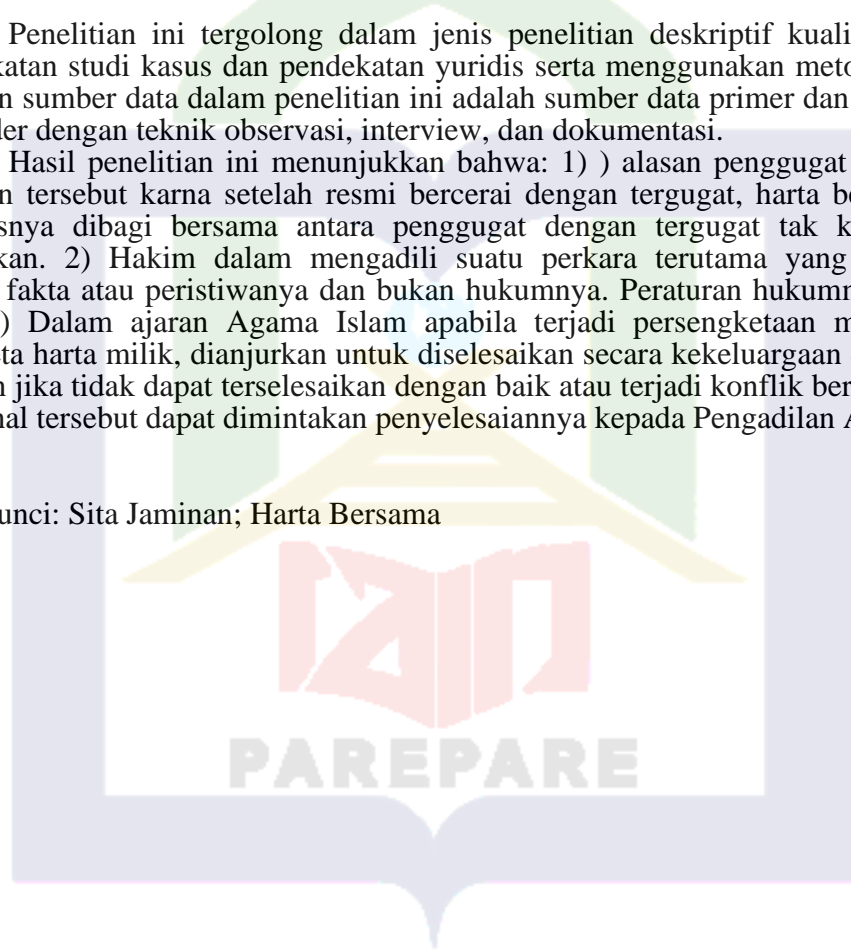 Penelitian ini tergolong dalam jenis penelitian deskriptif kuali
katan studi kasus dan pendekatan yuridis serta menggunakan meto
n sumber data dalam penelitian ini adalah sumber data primer dan
der dengan teknik observasi, interview, dan dokumentasi.
Hasil penelitian ini menunjukkan bahwa: 1) ) alasan penggugat
n tersebut karna setelah resmi bercerai dengan tergugat, harta be
snya dibagi bersama antara penggugat dengan tergugat tak k
kan. 2) Hakim dalam mengadili suatu perkara terutama yang
fakta atau peristiwanya dan bukan hukumnya. Peraturan hukumn
) Dalam ajaran Agama Islam apabila terjadi persengketaan m
ta harta milik, dianjurkan untuk diselesaikan secara kekeluargaan
n jika tidak dapat terselesaikan dengan baik atau terjadi konflik ber
hal tersebut dapat dimintakan penyelesaiannya kepada Pengadilan A
unci: Sita Jaminan; Harta Bersama
PAREPARE